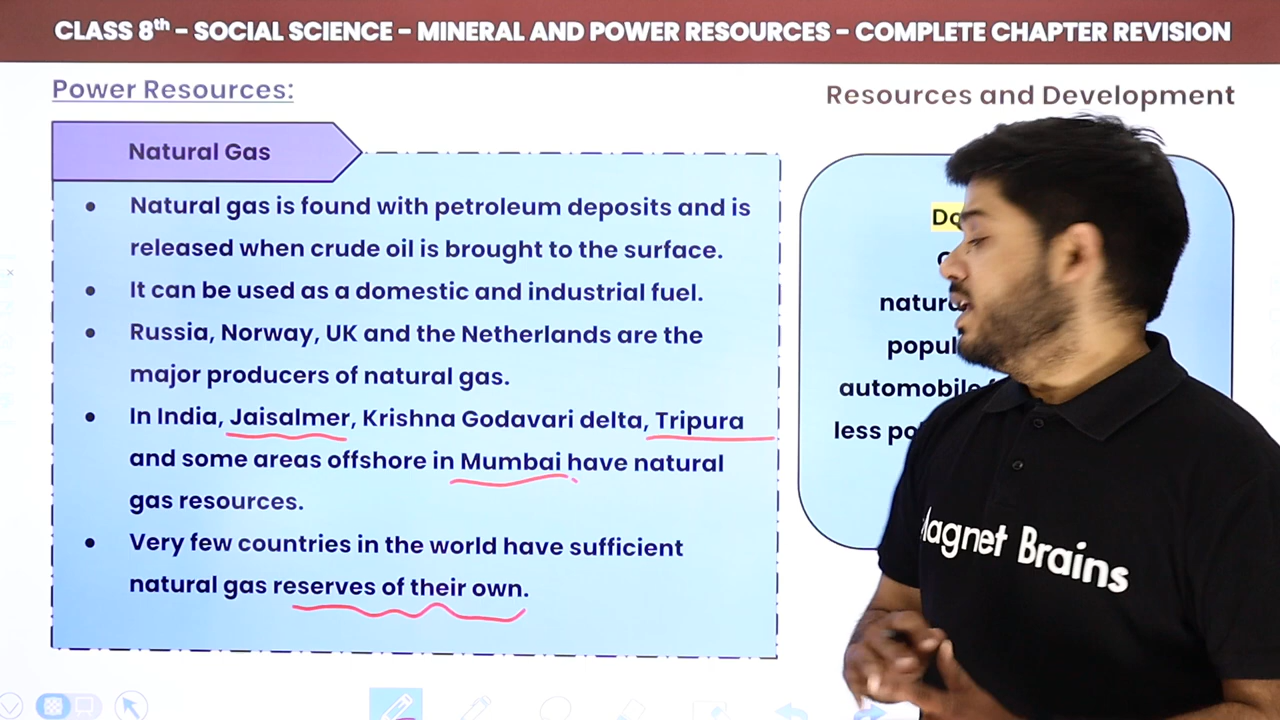 CLASS 8th – SOCIAL SCIENCE – MINERAL AND POWER RESOURCES – COMPLETE CHAPTER REVISION
Power Resources:
Resources and Development
Natural Gas
• Natural gas is found with petroleum deposits and is
released when crude oil is brought to the surface.
• It can be used as a domestic and industrial fuel.
• Russia, Norway, UK and the Netherlands are the
major producers of natural gas.
• In India, Jaisalmer, Krishna Godavari delta, Tripura
and some areas offshore in Mumbai have natural
gas resources.
• Very few countries in the world have sufficient
natural gas reserves of their own.
less
Brains